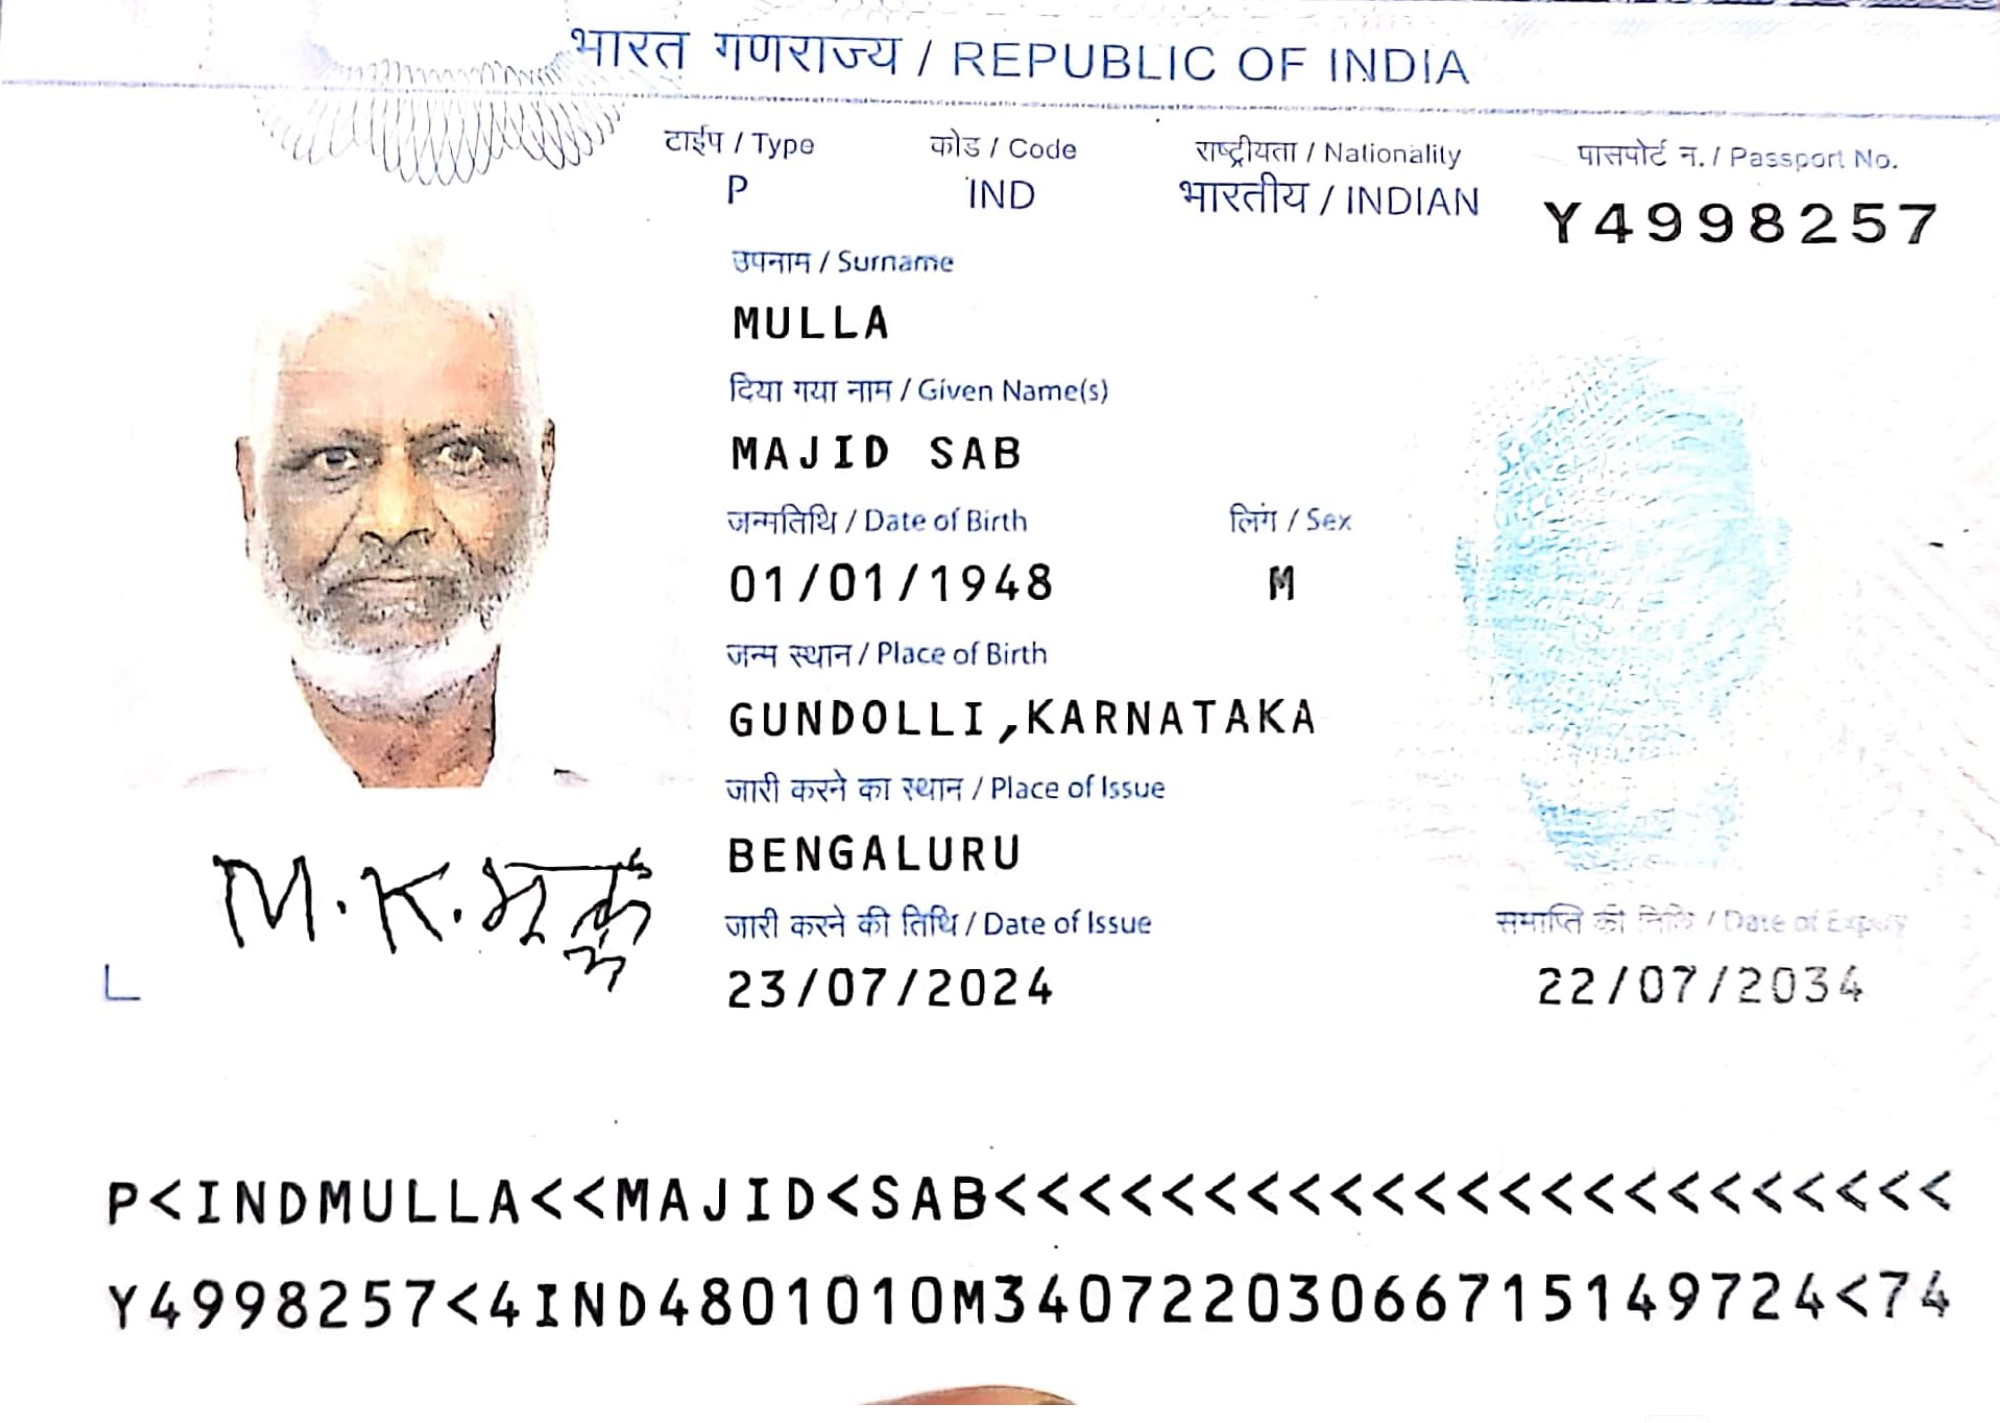 भारत गणराज्य / REPUBLIC OF INDIA
टाईप / Type कोड / Code राष्ट्रीयता / Nationality पासपोर्ट न. / Passport No.
P IND भारतीय / INDIAN Y4998257
उपनाम / Surname
MULLA
दिया गया नाम / Given Name(s)
MAJID SAB
जन्मतिथि / Date of Birth लिंग / Sex
01/01/1948 M
जन्म स्थान / Place of Birth
GUNDOLLI,KARNATAKA
जारी करने का स्थान / Place of Issue
BENGALURU
M.K.
जारी करने की तिथि / Date of Issue समाप्ति की तिथि / Date of Expiry
23/07/2024 22/07/2034
P<INDMULLA<<MAJID<SAB<<<<<<<<<<<<<<<<<<<<<<<
Y4998257<4IND4801010M34072203066715149724<74